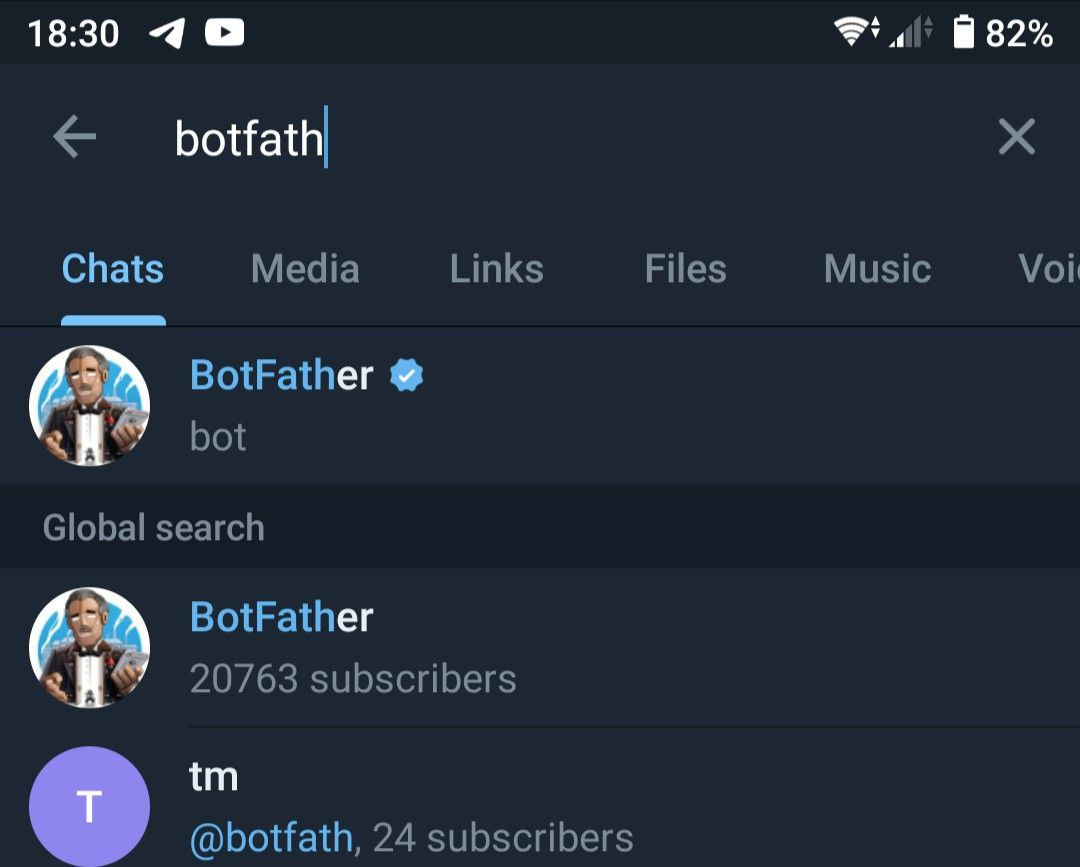 18:30 82%
botfath
Chats Media Links Files Music Voi
BotFather
bot
Global search
BotFather
20763 subscribers
T
tm
@botfath, 24 subscribers